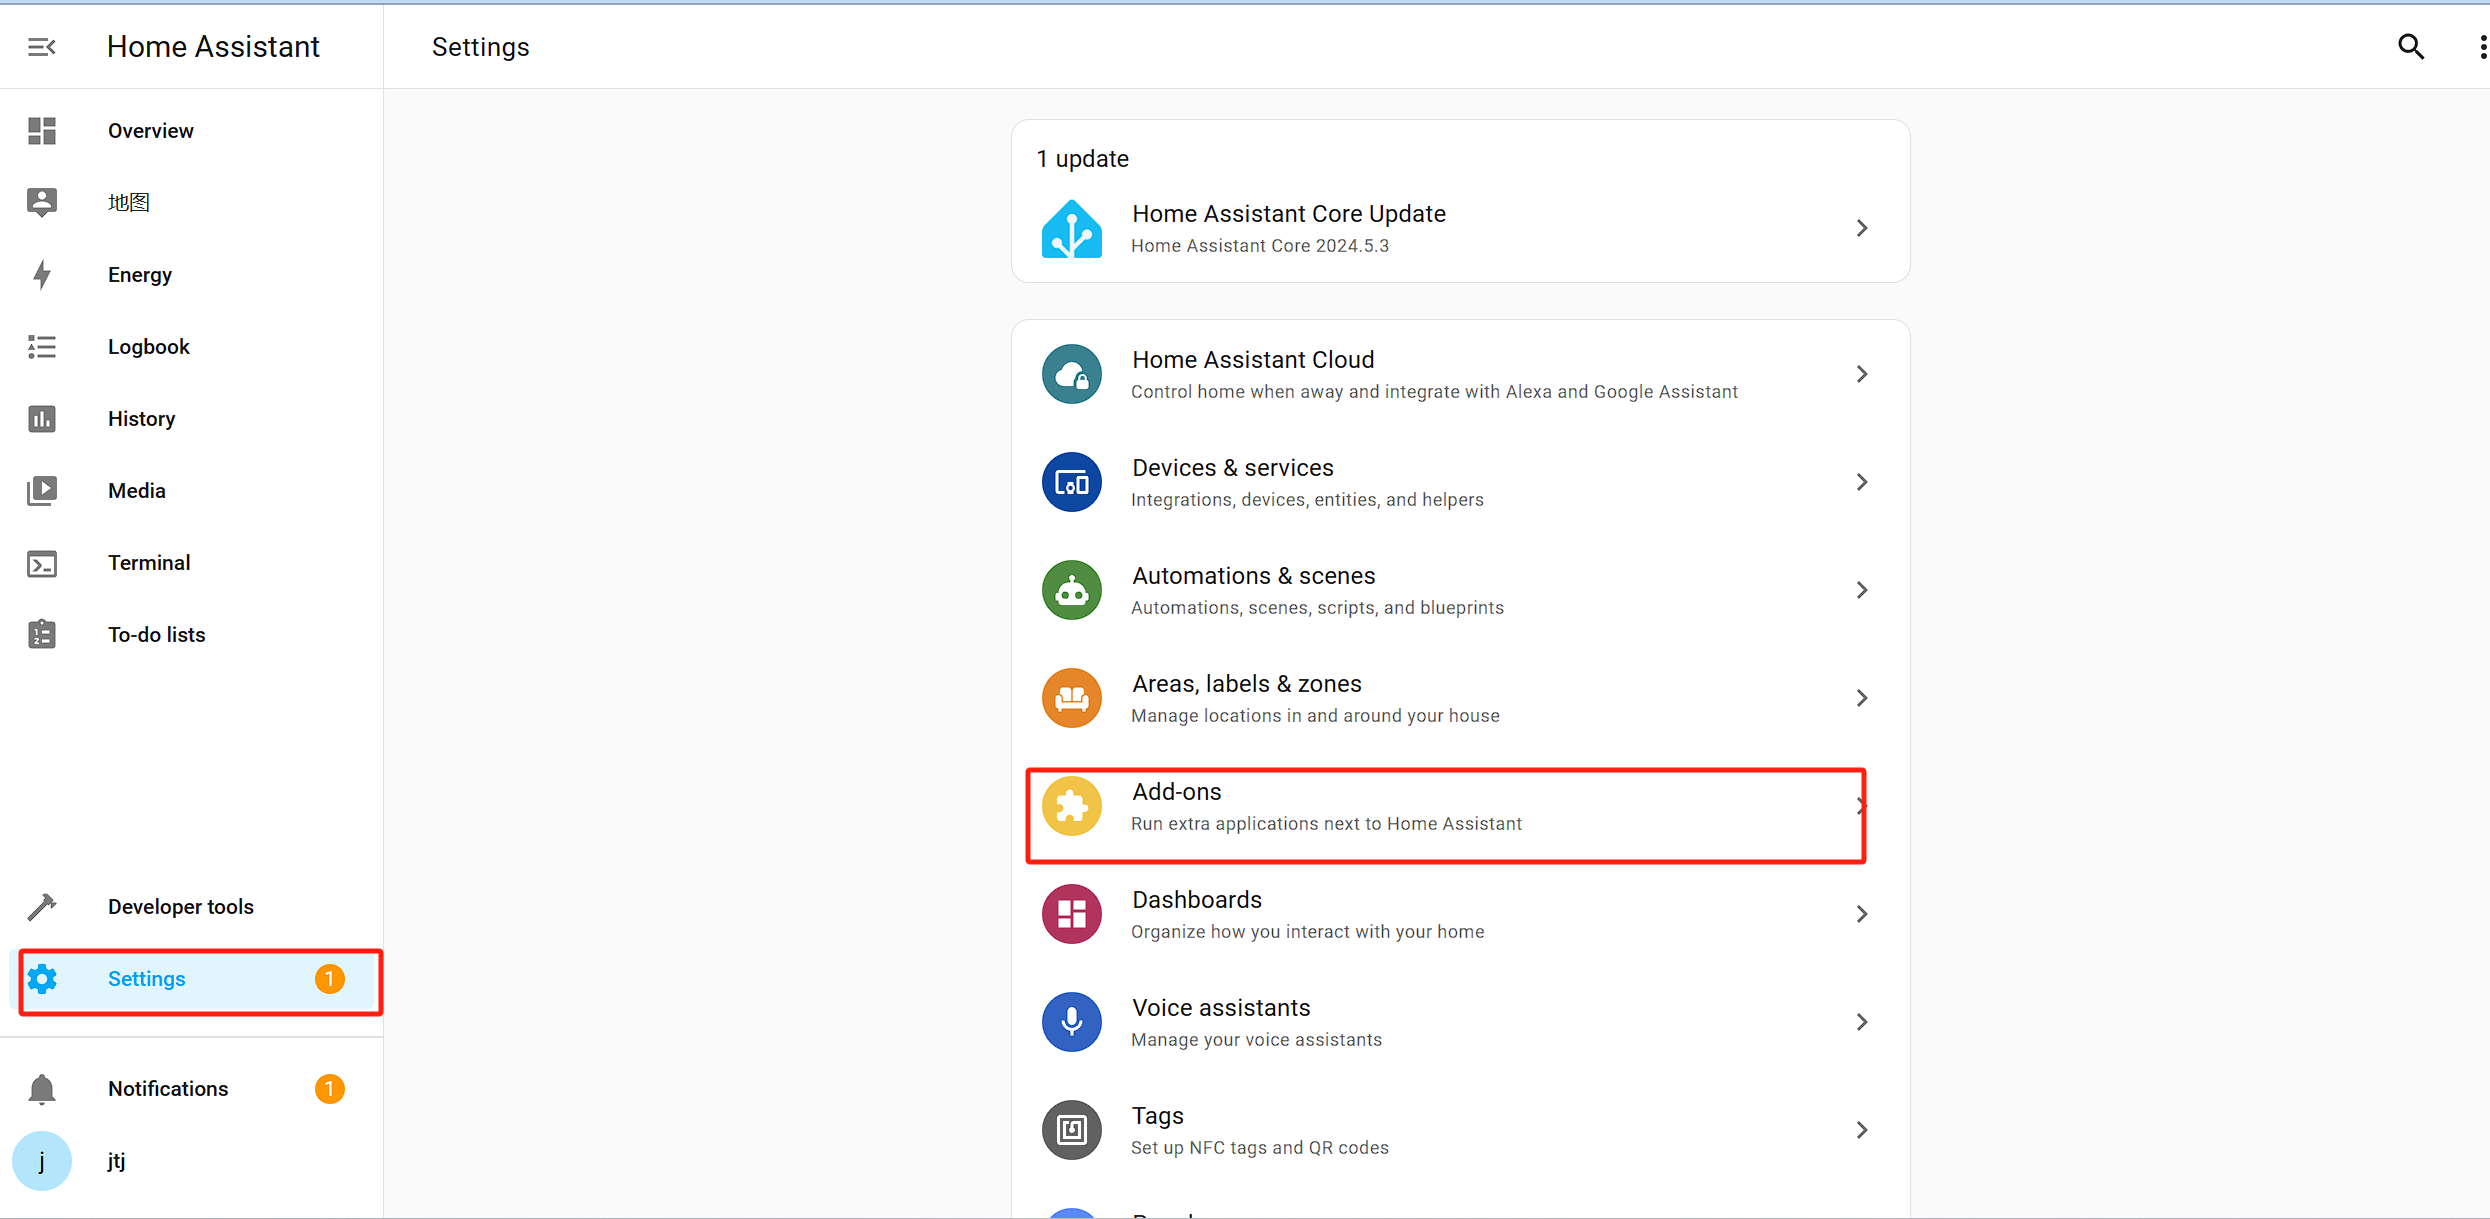 Home Assistant
Settings
Overview
地图
Energy
Logbook
History
Media
Terminal
To-do lists
Developer tools
Settings 1
Notifications 1
j jtj
1 update
Home Assistant Core Update
Home Assistant Core 2024.5.3
Home Assistant Cloud
Control home when away and integrate with Alexa and Google Assistant
Devices & services
Integrations, devices, entities, and helpers
Automations & scenes
Automations, scenes, scripts, and blueprints
Areas, labels & zones
Manage locations in and around your house
Add-ons
Run extra applications next to Home Assistant
Dashboards
Organize how you interact with your home
Voice assistants
Manage your voice assistants
Tags
Set up NFC tags and QR codes